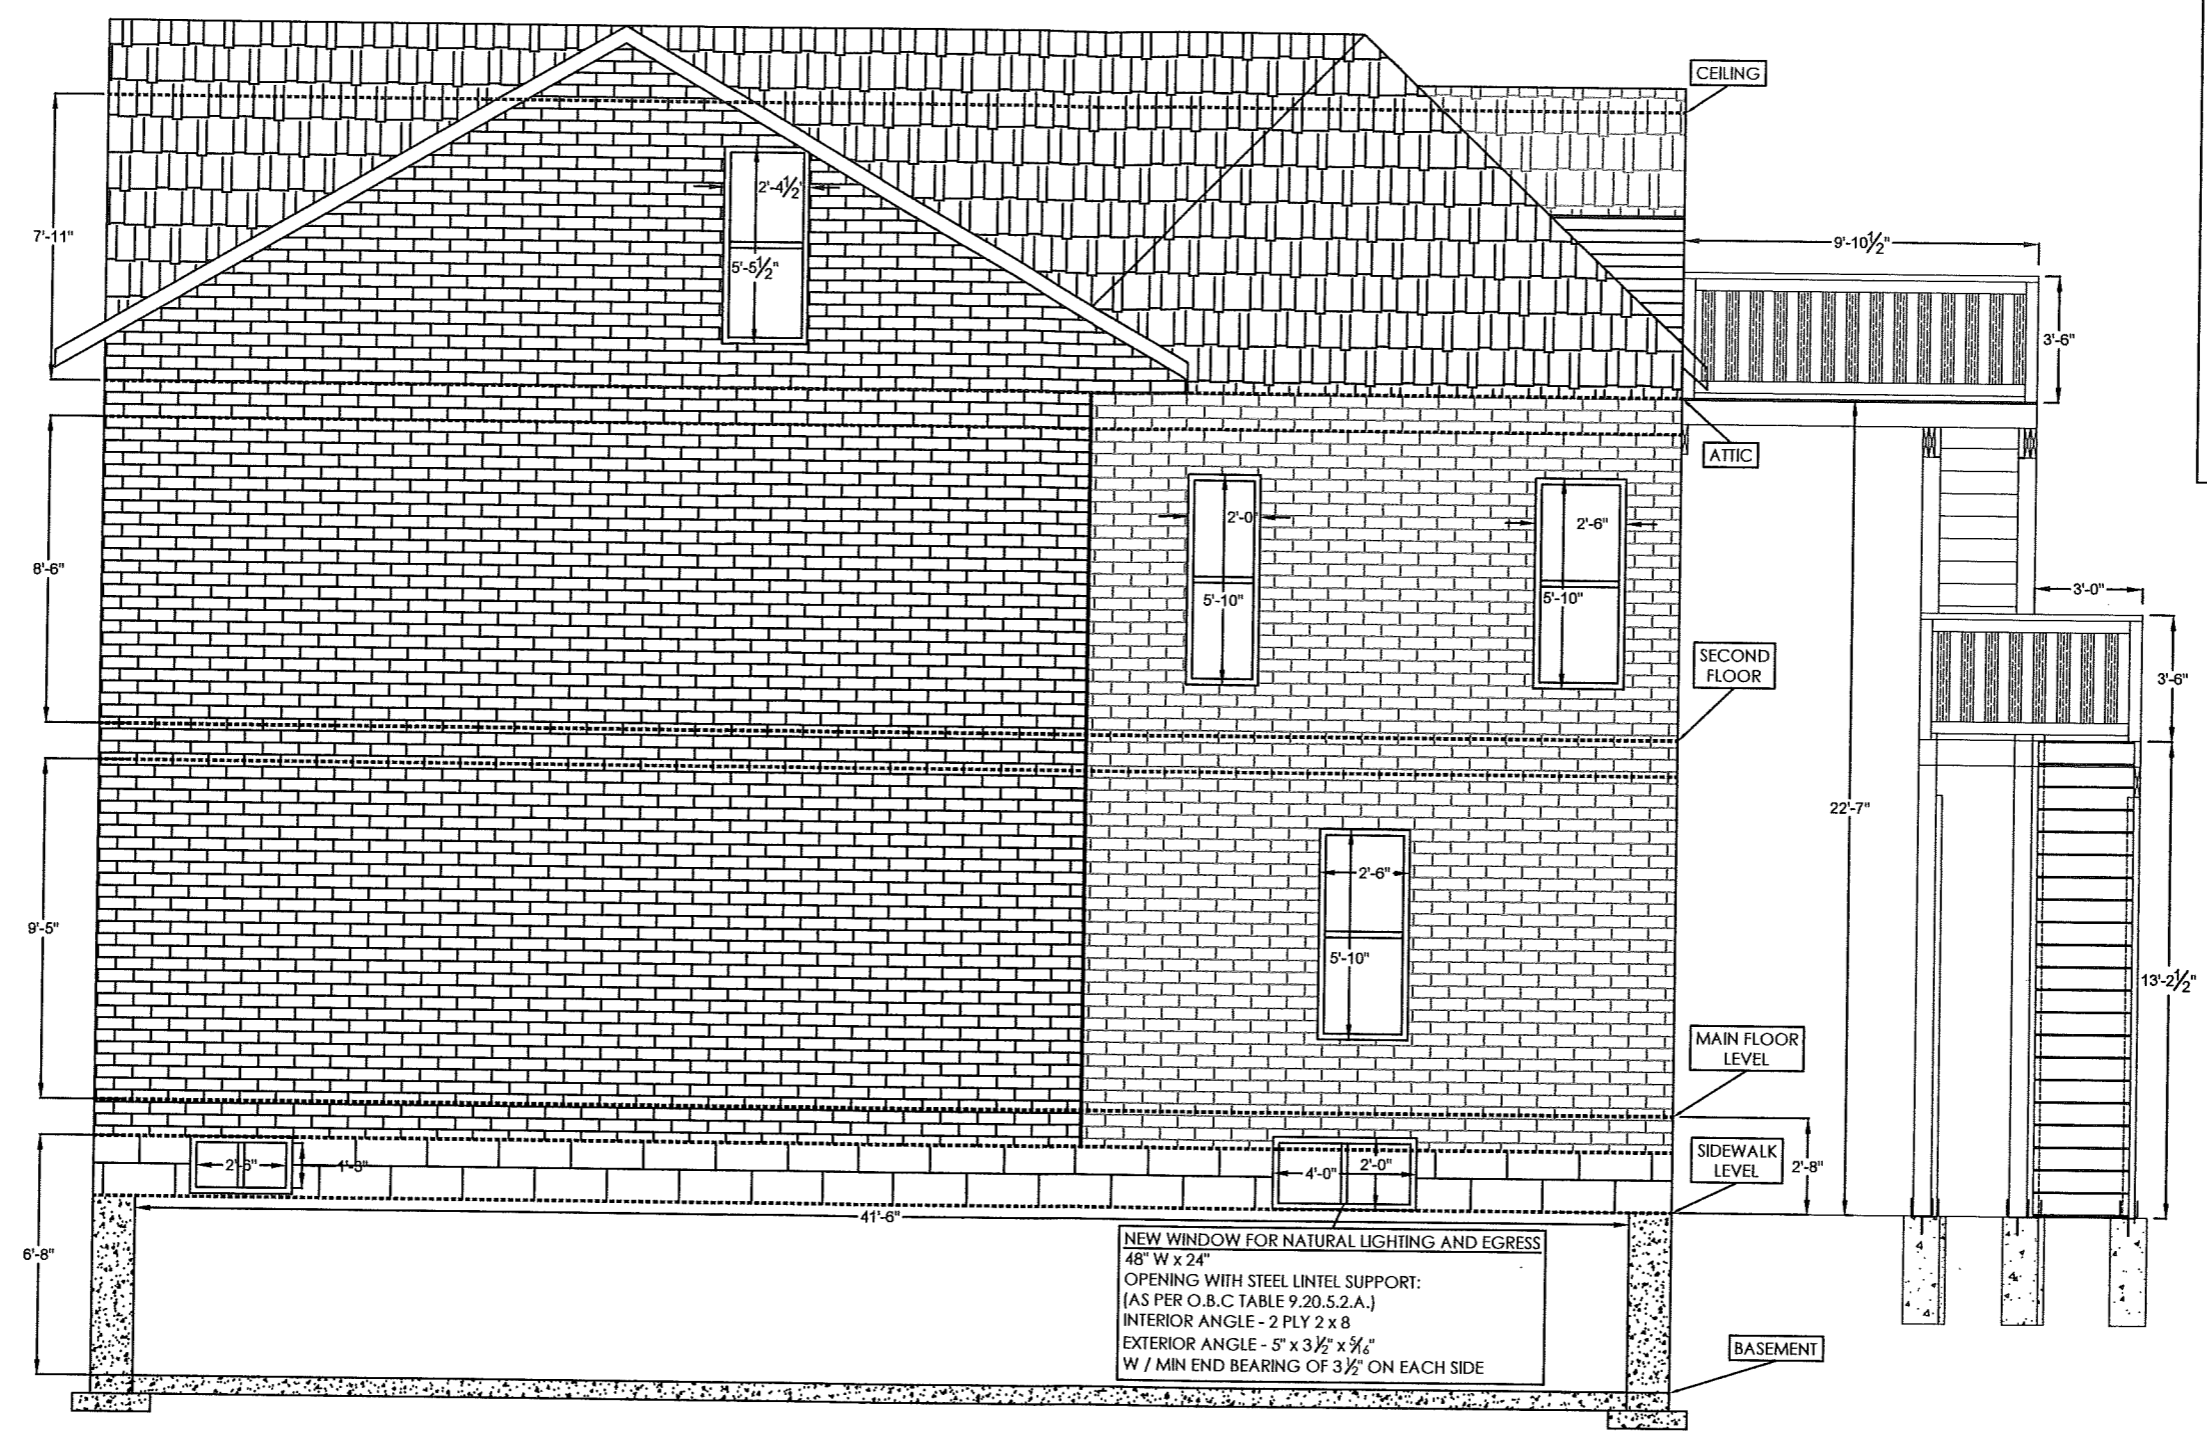 CEILING
2'-4½"
7'-11"
9'-10½"
5'-5½"
3'-6"
ATTIC
2'-0"
2'-6"
8'-6"
5'-10"
5'-10"
3'-0"
SECOND
FLOOR
3'-6"
22'-7"
2'-6"
9'-5"
5'-10"
13'-2½"
MAIN FLOOR
LEVEL
SIDEWALK
LEVEL
2'-8"
2'-6"
4'-0"
2'-0"
41'-6"
6'-8"
NEW WINDOW FOR NATURAL LIGHTING AND EGRESS
48" W x 24"
OPENING WITH STEEL LINTEL SUPPORT:
(AS PER O.B.C TABLE 9.20.5.2.A.)
INTERIOR ANGLE - 2 PLY 2 x 8
EXTERIOR ANGLE - 5" x 3½" x 5/16"
W / MIN END BEARING OF 3½" ON EACH SIDE
BASEMENT